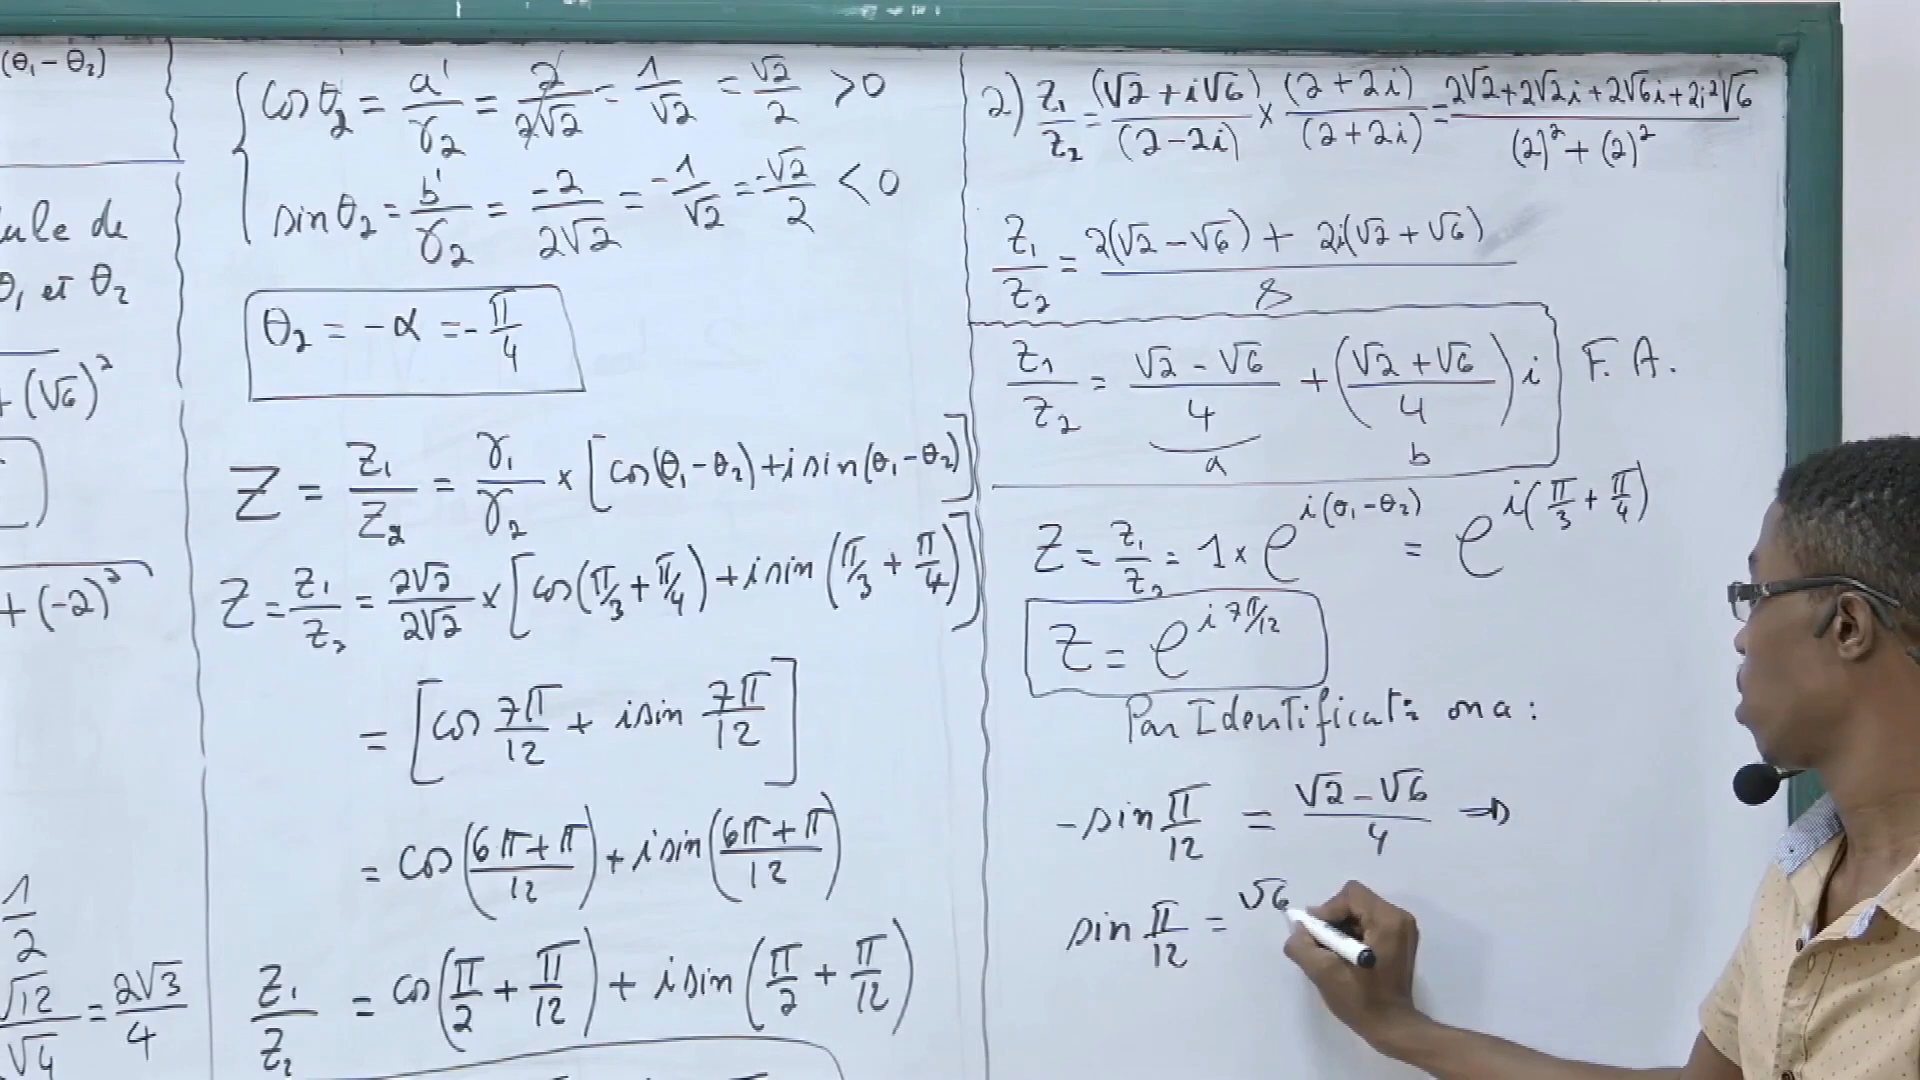 (θ₁ - θ₂)
ule de
θ₁ et θ₂
+ (√6)²
+ (-2)²
1/2
√12/√4 = 2√3/4
{ cos θ₂ = a'/r₂ = 2/2√2 = 1/√2 = √2/2 > 0
sin θ₂ = b'/r₂ = -2/2√2 = -1/√2 = -√2/2 < 0
θ₂ = -α = -π/4
Z = Z₁/Z₂ = r₁/r₂ × [cos(θ₁ - θ₂) + i sin(θ₁ - θ₂)]
Z = Z₁/Z₂ = 2√2/2√2 × [cos(π/3 + π/4) + i sin(π/3 + π/4)]
= [cos 7π/12 + i sin 7π/12]
= cos(6π+π/12) + i sin(6π+π/12)
Z₁/Z₂ = cos(π/2 + π/12) + i sin(π/2 + π/12)
2) Z₁/Z₂ = (√2 + i√6)/(2 - 2i) × (2 + 2i)/(2 + 2i) = 2√2 + 2√2i + 2√6i + 2i²√6/(2)² + (2)²
Z₁/Z₂ = 2(√2 - √6) + 2i(√2 + √6)/8
Z₁/Z₂ = √2 - √6/4 + (√2 + √6/4)i F. A.
a b
Z = Z₁/Z₂ = 1 × e^i(θ₁ - θ₂) = e^i(π/3 + π/4)
Z = e^i7π/12
Par Identificat° on a :
- sin π/12 = √2 - √6/4 ⇒
sin π/12 = √6